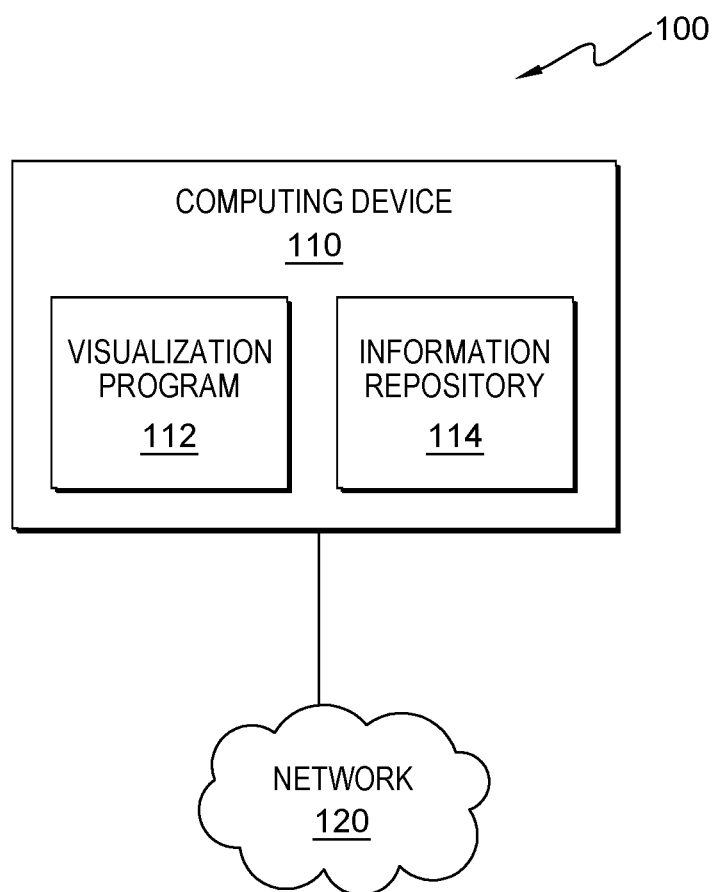 100
COMPUTING DEVICE
110
VISUALIZATION
PROGRAM
112
INFORMATION
REPOSITORY
114
NETWORK
120